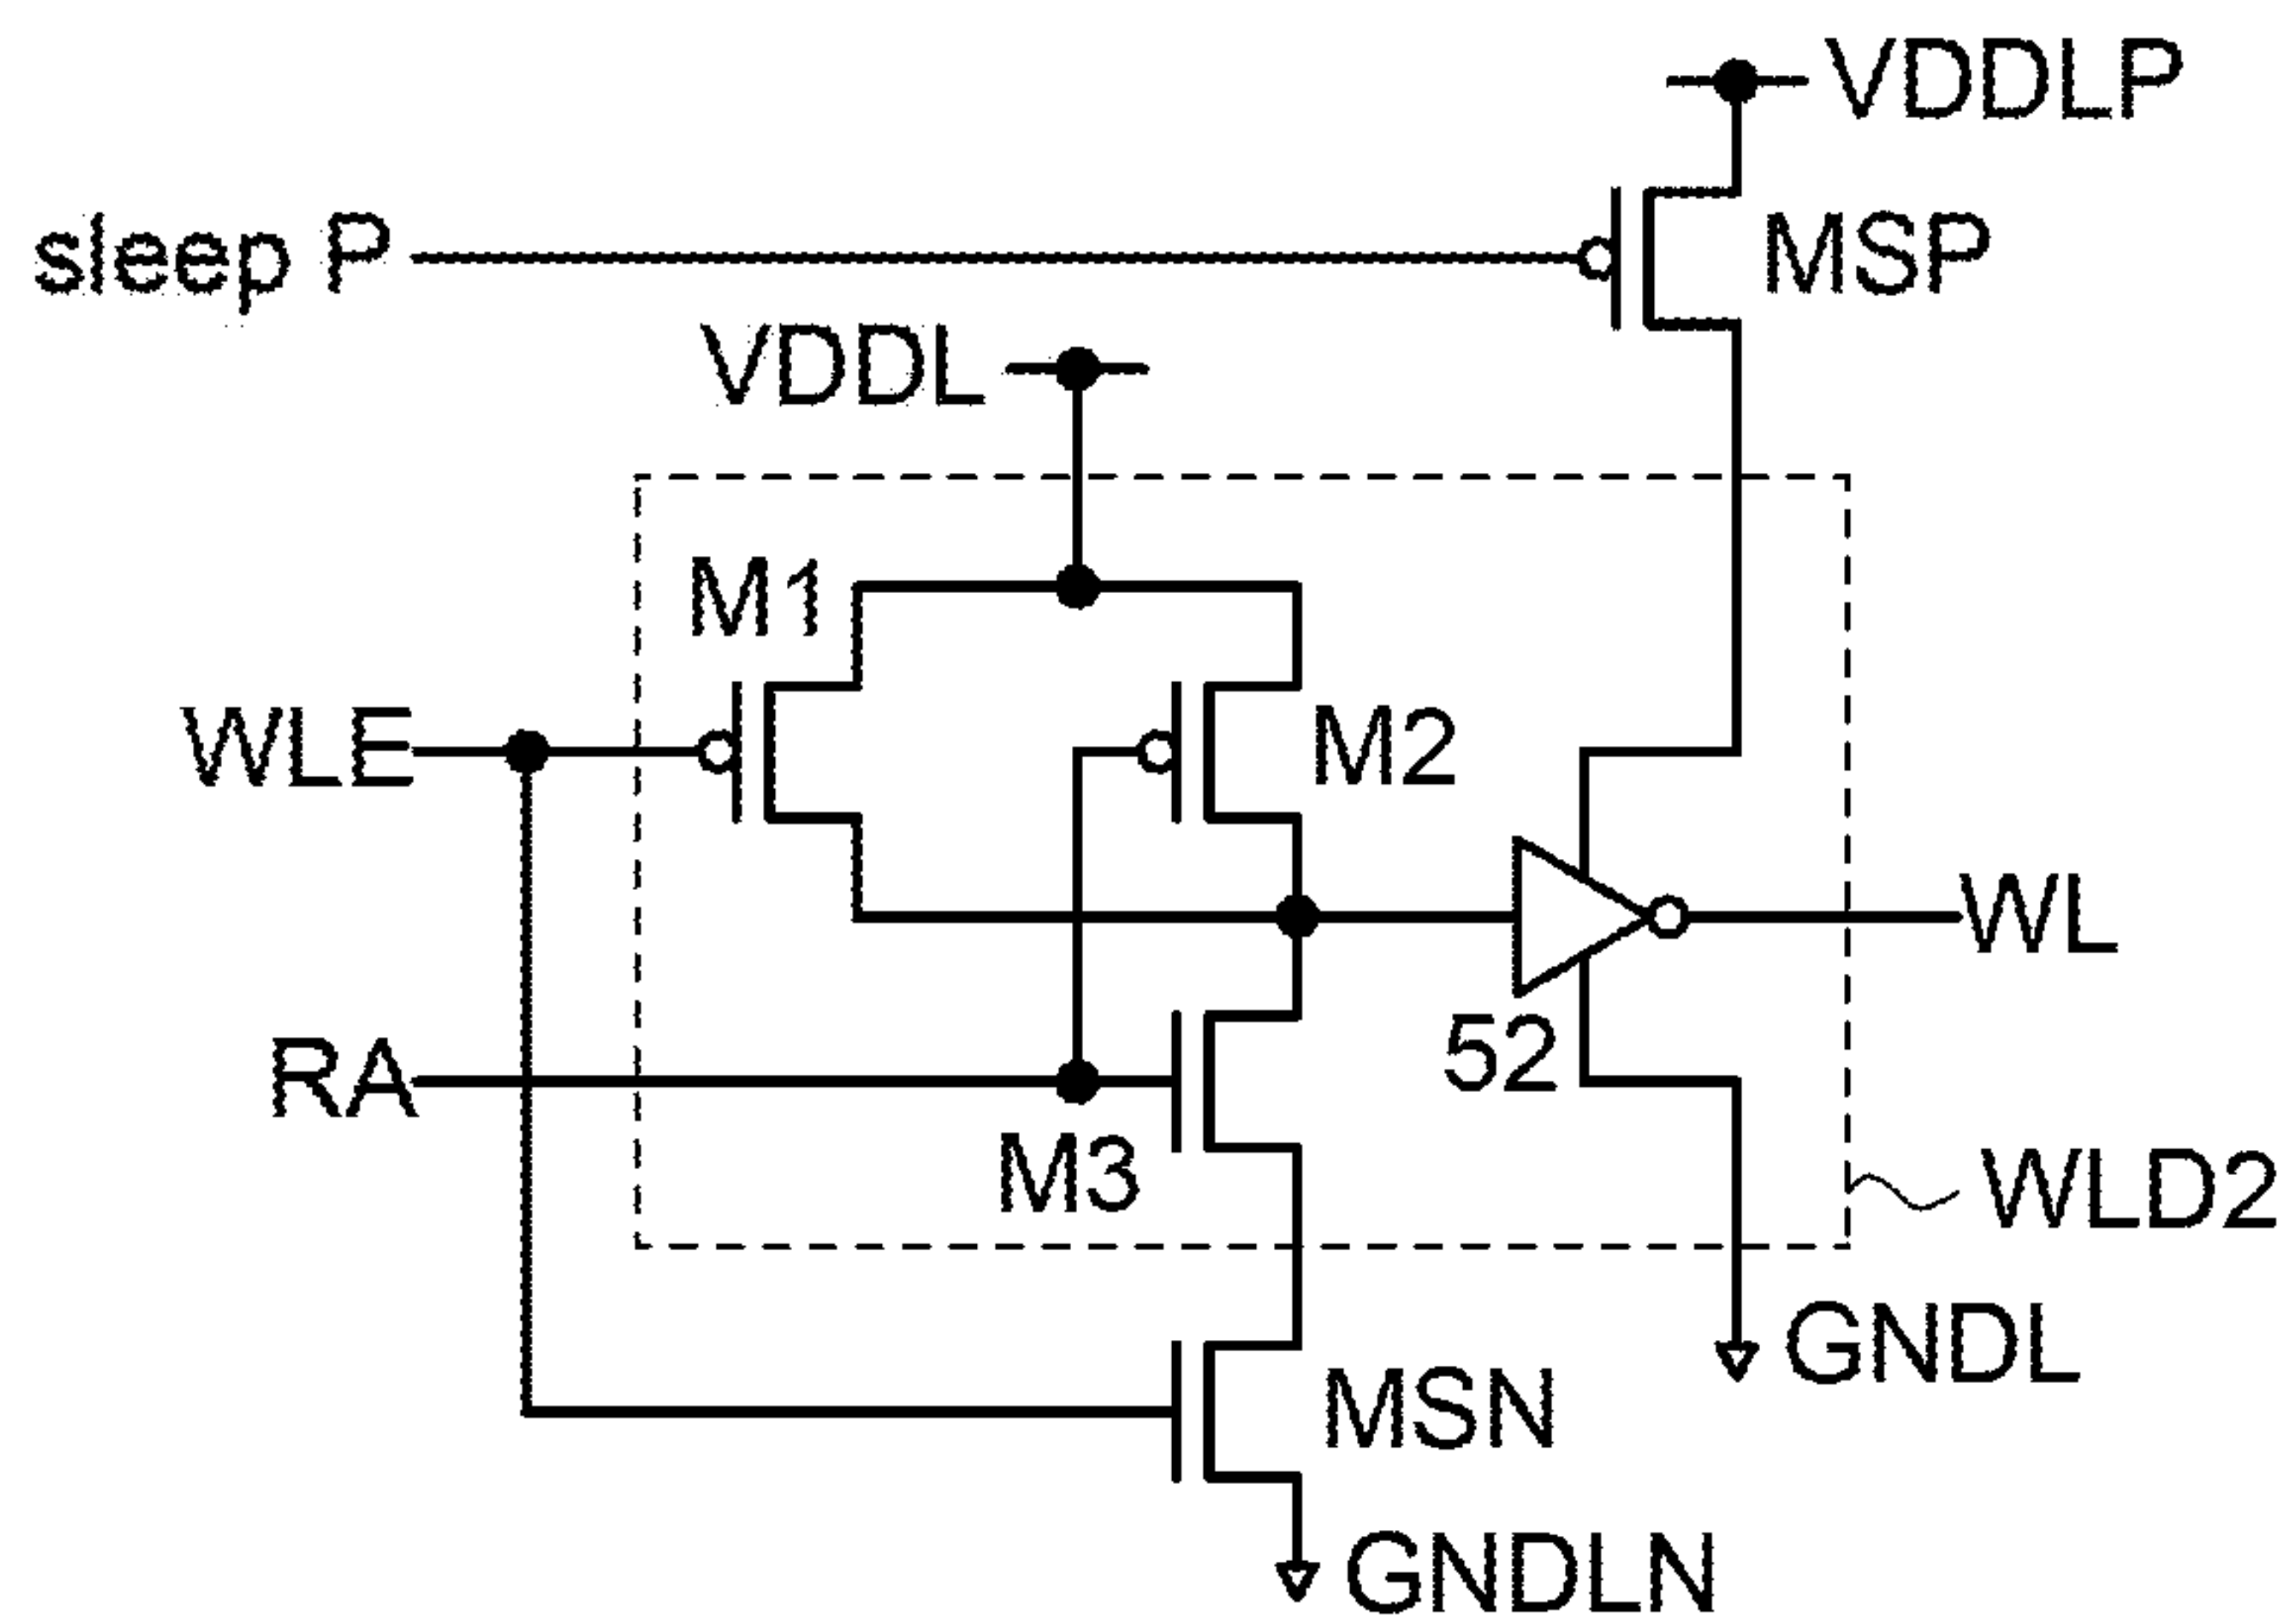 VDDLP
sleep P
MSP
VDDL
M1
WLE
M2
WL
52
RA
M3
WLD2
GNDL
MSN
GNDLN